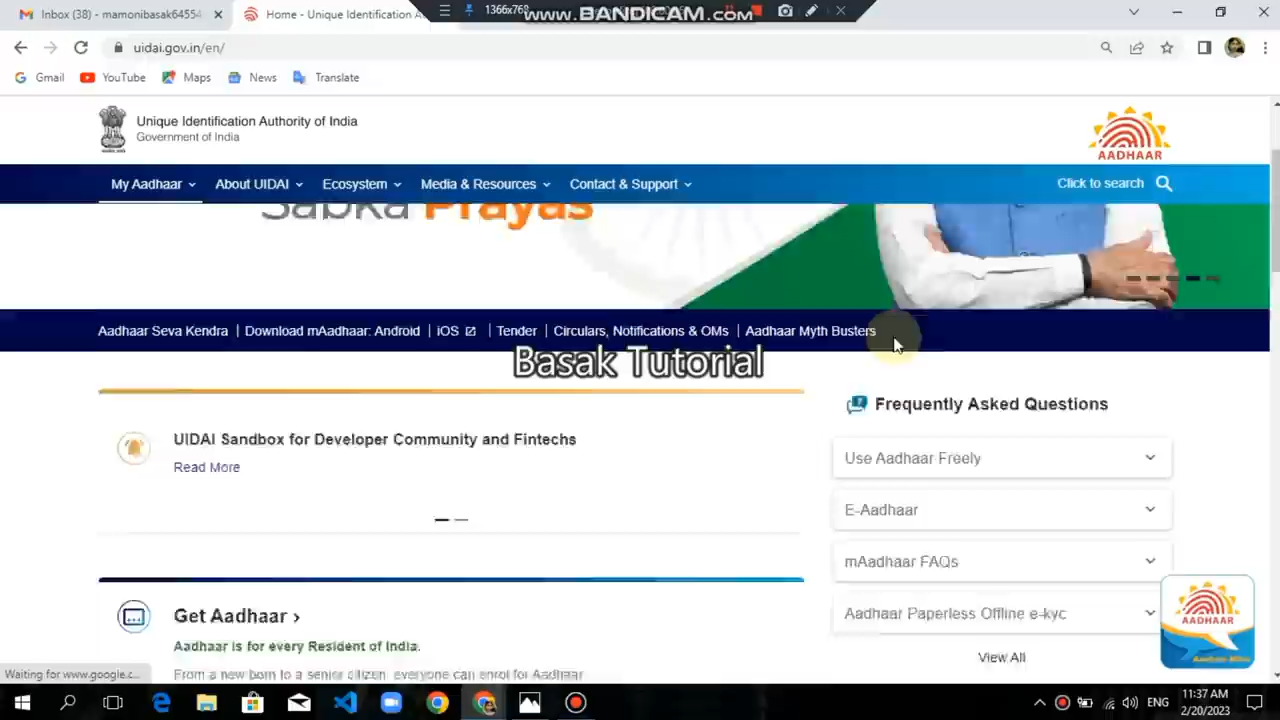 Inbox (38) - mamonibasak64554
Home - Unique Identification A
1366x768
www.BANDICAM.com
uidai.gov.in/en/
Gmail YouTube Maps News Translate
Unique Identification Authority of India
Government of India
AADHAAR
My Aadhaar About UIDAI Ecosystem Media & Resources Contact & Support Click to search
Sabka Prayas
Aadhaar Seva Kendra | Download mAadhaar: Android | iOS | Tender | Circulars, Notifications & OMs | Aadhaar Myth Busters
Basak Tutorial
UIDAI Sandbox for Developer Community and Fintechs
Read More
Frequently Asked Questions
Use Aadhaar Freely
E-Aadhaar
mAadhaar FAQs
Aadhaar Paperless Offline e-kyc
View All
AADHAAR
Get Aadhaar ›
Aadhaar is for every Resident of India.
From a new born to a senior citizen, everyone can enrol for Aadhaar
Waiting for www.google.c...
ENG
11:37 AM
2/20/2023